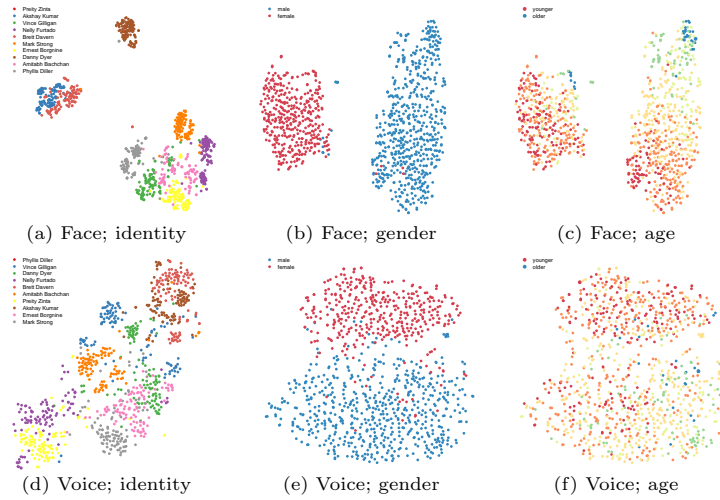 Preity Zinta
Akshay Kumar
Vince Gilligan
Nelly Furtado
Brett Davern
Mark Strong
Ernest Borgnine
Danny Dyer
Amitabh Bachchan
Phyllis Diller
male
female
younger
older
(a) Face; identity
(b) Face; gender
(c) Face; age
Phyllis Diller
Vince Gilligan
Danny Dyer
Nelly Furtado
Brett Davern
Amitabh Bachchan
Preity Zinta
Akshay Kumar
Ernest Borgnine
Mark Strong
male
female
younger
older
(d) Voice; identity
(e) Voice; gender
(f) Voice; age